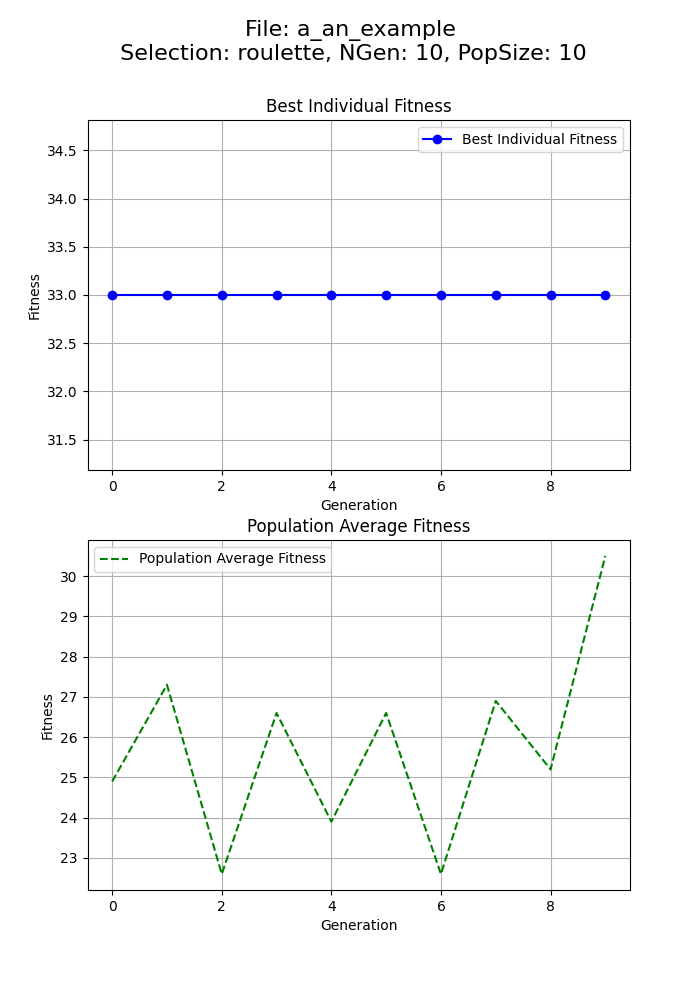 File: a_an_example
Selection: roulette, NGen: 10, PopSize: 10
Best Individual Fitness
Best Individual Fitness
34.5
34.0
33.5
33.0
32.5
32.0
31.5
Fitness
0 2 4 6 8
Generation
Population Average Fitness
Population Average Fitness
30
29
28
27
26
25
24
23
Fitness
0 2 4 6 8
Generation